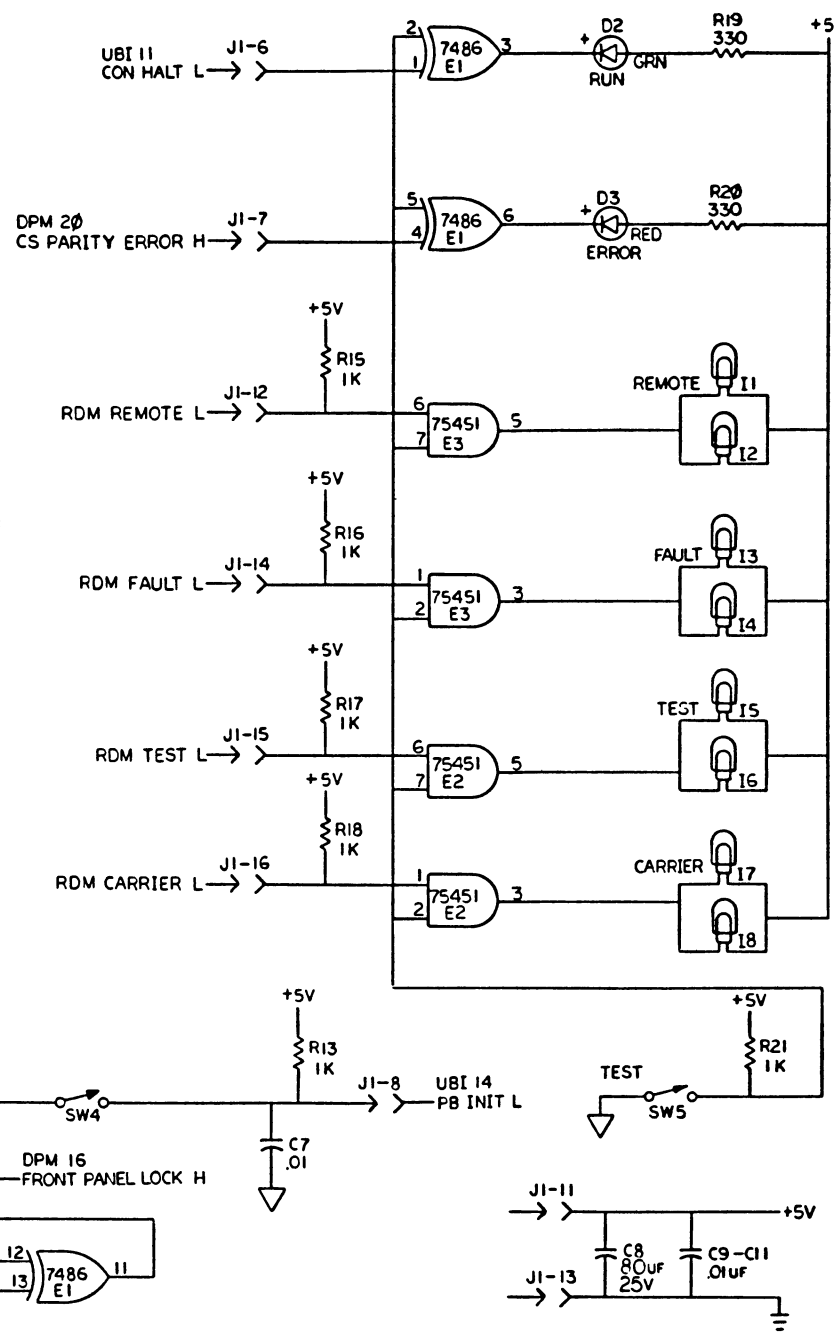 UBI 11
CON HALT L
J1-6
2
1
7486
E1
3
+
D2
GRN
RUN
R19
330
+5
DPM 2Ø
CS PARITY ERROR H
J1-7
5
4
7486
E1
6
+
D3
RED
ERROR
R2Ø
330
+5V
R15
1K
RDM REMOTE L
J1-12
6
7
75451
E3
5
REMOTE
I1
I2
+5V
R16
1K
RDM FAULT L
J1-14
1
2
75451
E3
3
FAULT
I3
I4
+5V
R17
1K
RDM TEST L
J1-15
6
7
75451
E2
5
TEST
I5
I6
+5V
R18
1K
RDM CARRIER L
J1-16
1
2
75451
E2
3
CARRIER
I7
I8
+5V
R13
1K
SW4
J1-8
UBI 14
PB INIT L
C7
.01
+5V
R21
1K
TEST
SW5
DPM 16
FRONT PANEL LOCK H
12
13
7486
E1
11
J1-11
+5V
C8
80UF
25V
C9-C11
.01UF
J1-13